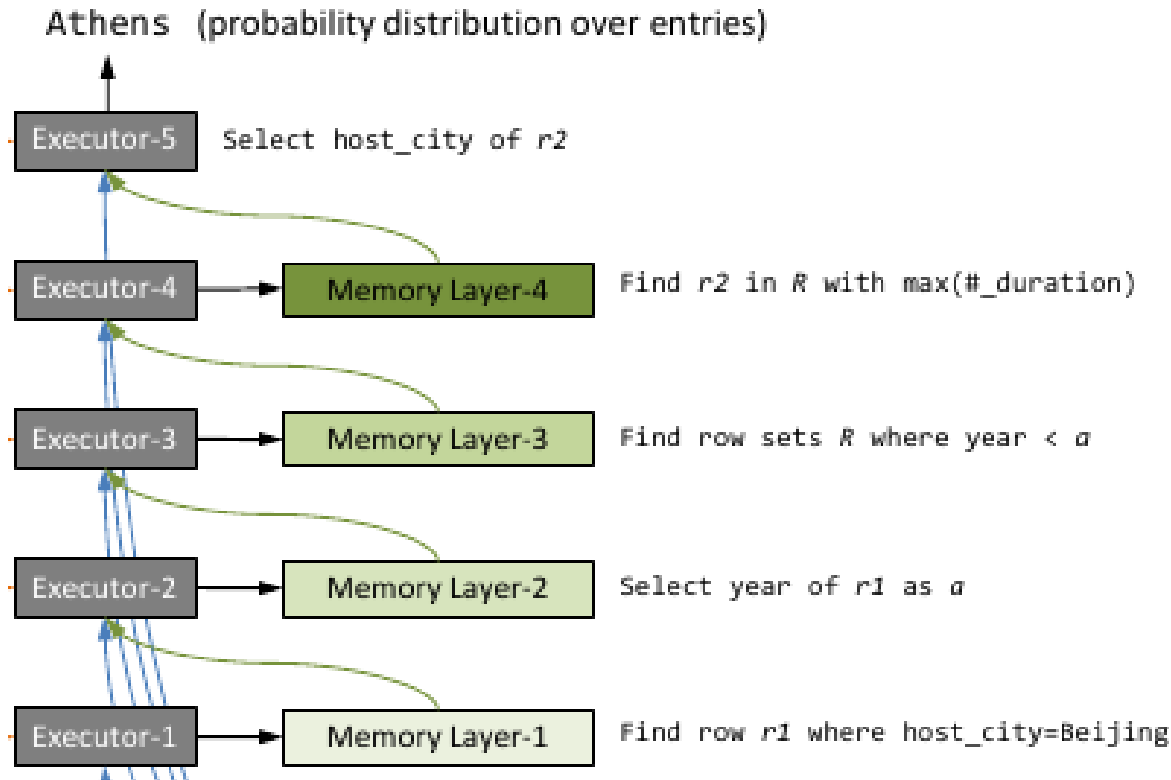 Athens (probability distribution over entries)
Executor-5 Select host_city of r2
Executor-4 Memory Layer-4 Find r2 in R with max(#_duration)
Executor-3 Memory Layer-3 Find row sets R where year < a
Executor-2 Memory Layer-2 Select year of r1 as a
Executor-1 Memory Layer-1 Find row r1 where host_city=Beijing